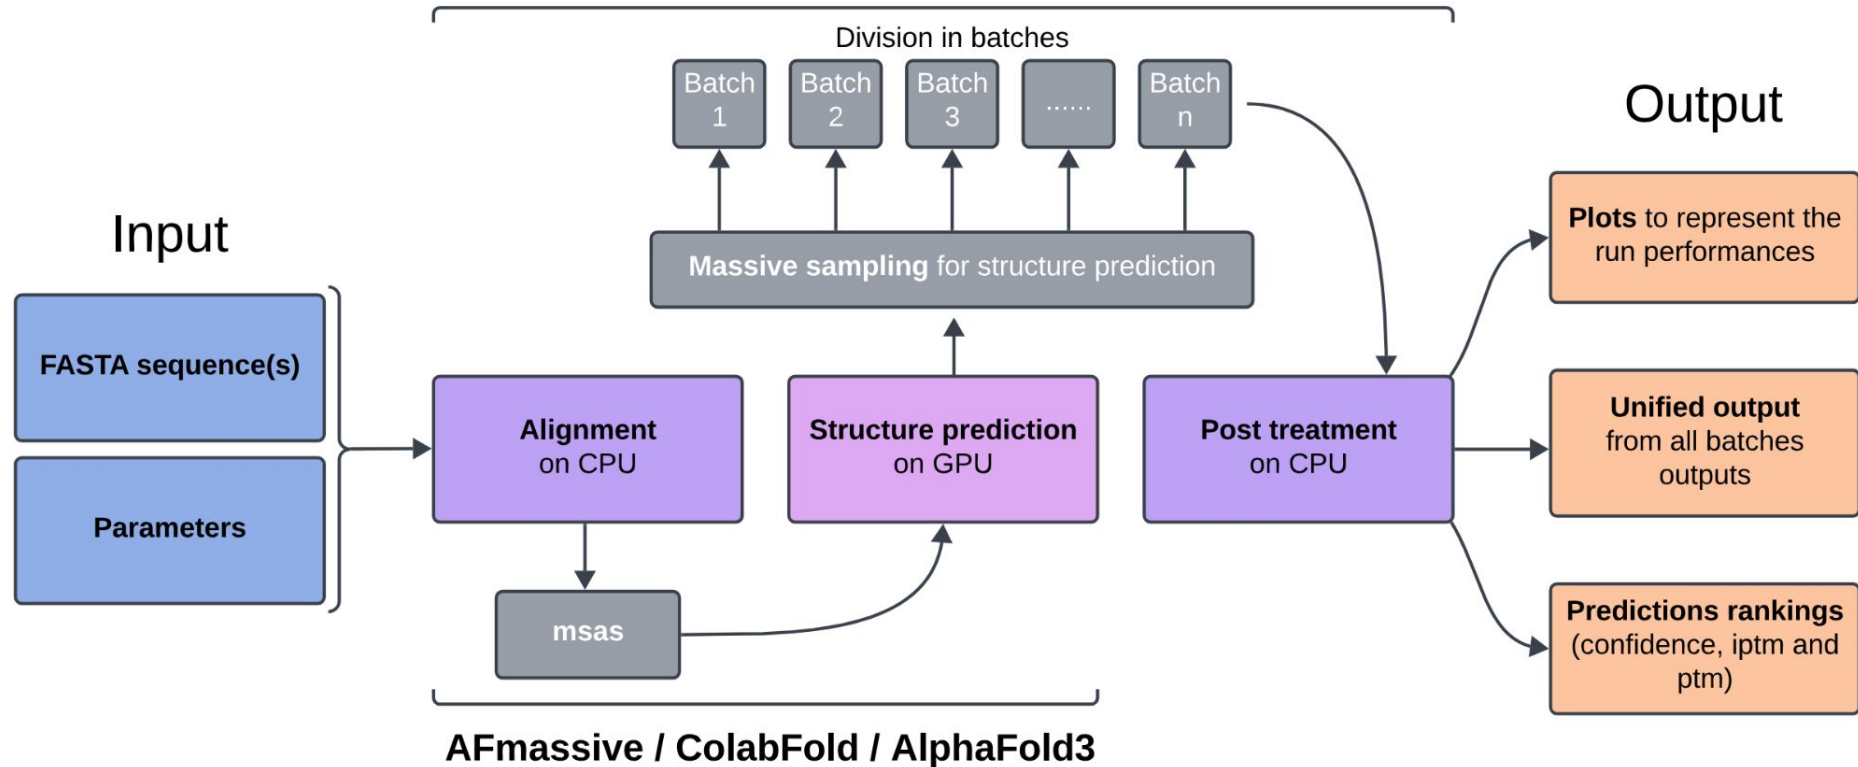 Division in batches
Batch
1
Batch
2
Batch
3
......
Batch
n
Output
Input
Plots to represent the
run performances
Massive sampling for structure prediction
FASTA sequence(s)
Parameters
Alignment
on CPU
Structure prediction
on GPU
Post treatment
on CPU
Unified output
from all batches
outputs
msas
Predictions rankings
(confidence, iptm and
ptm)
AFmassive / ColabFold / AlphaFold3